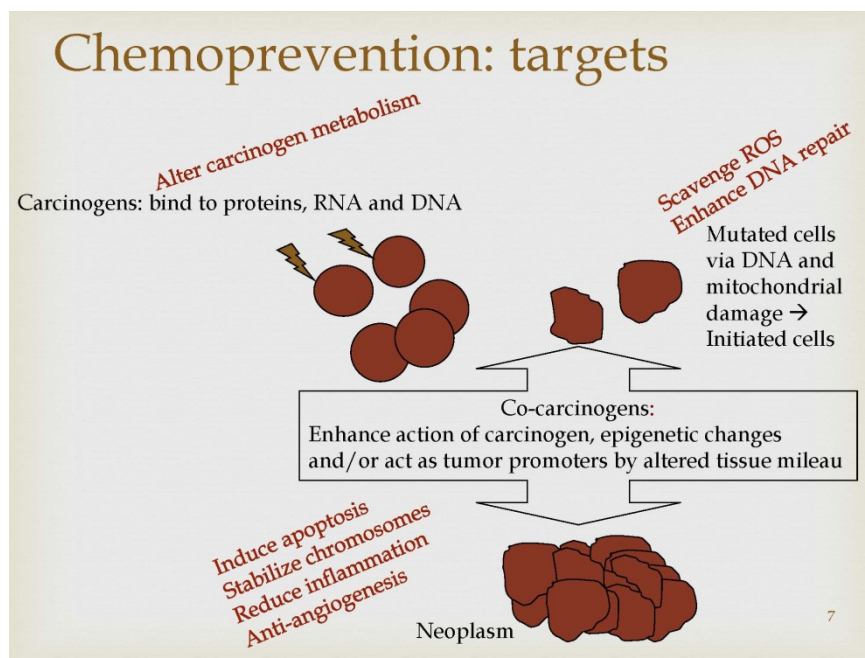 Chemoprevention: targets
Alter carcinogen metabolism
Carcinogens: bind to proteins, RNA and DNA
Scavenge ROS
Enhance DNA repair
Mutated cells
via DNA and
mitochondrial
damage →
Initiated cells
Co-carcinogens:
Enhance action of carcinogen, epigenetic changes
and/or act as tumor promoters by altered tissue mileau
Induce apoptosis
Stabilize chromosomes
Reduce inflammation
Anti-angiogenesis
Neoplasm
7